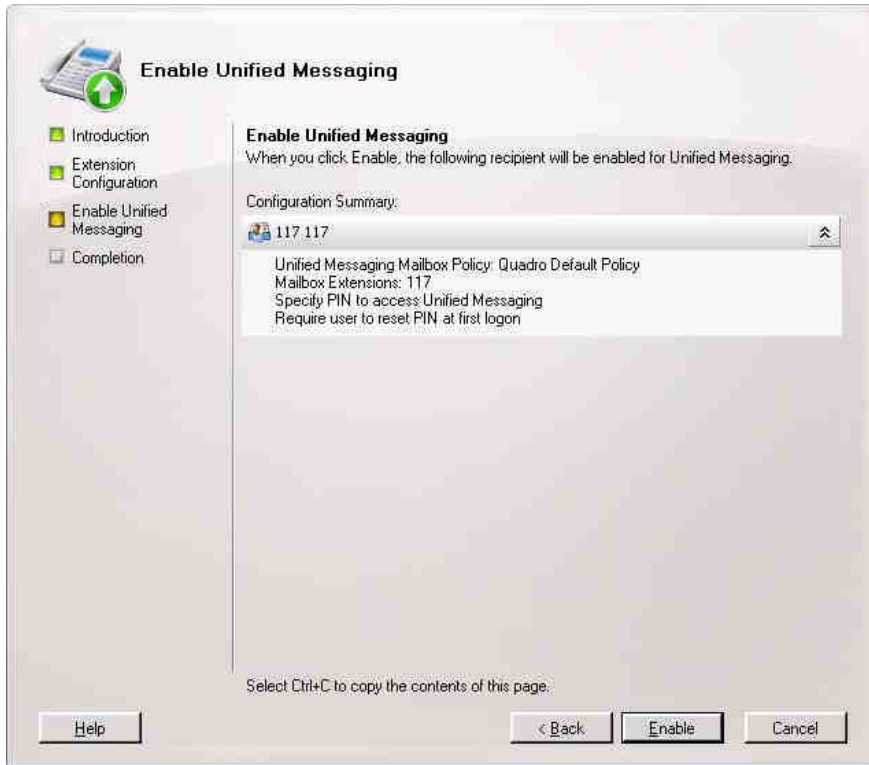 Enable Unified Messaging
Introduction
Extension
Configuration
Enable Unified
Messaging
Completion
Enable Unified Messaging
When you click Enable, the following recipient will be enabled for Unified Messaging.
Configuration Summary:
117 117
Unified Messaging Mailbox Policy: Quadro Default Policy
Mailbox Extensions: 117
Specify PIN to access Unified Messaging
Require user to reset PIN at first logon
Select Ctrl+C to copy the contents of this page.
Help
< Back
Enable
Cancel